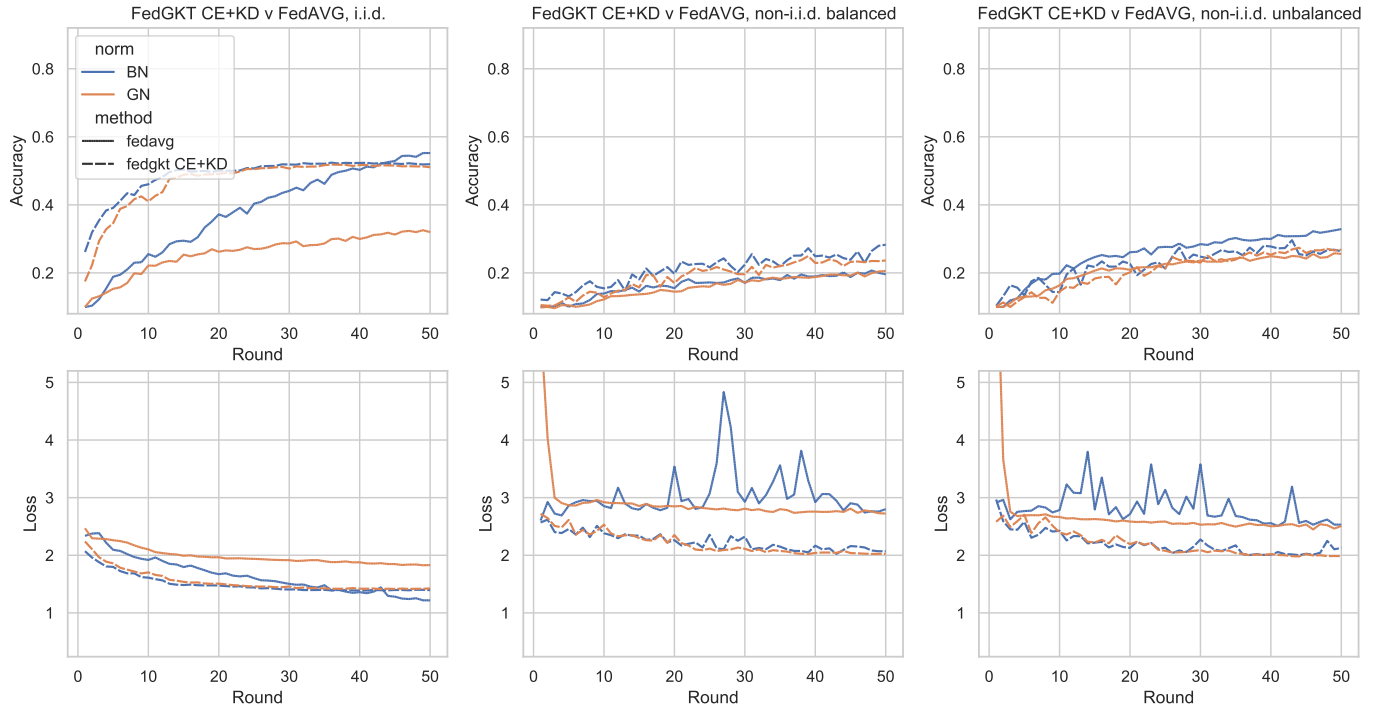 FedGKT CE+KD v FedAVG, i.i.d.
norm
BN
GN
method
fedavg
fedgkt CE+KD
0.8
0.6
0.4
0.2
Accuracy
0 10 20 30 40 50
Round
FedGKT CE+KD v FedAVG, non-i.i.d. balanced
0.8
0.6
0.4
0.2
Accuracy
0 10 20 30 40 50
Round
FedGKT CE+KD v FedAVG, non-i.i.d. unbalanced
0.8
0.6
0.4
0.2
Accuracy
0 10 20 30 40 50
Round
5
4
3
2
1
Loss
0 10 20 30 40 50
Round
5
4
3
2
1
Loss
0 10 20 30 40 50
Round
5
4
3
2
1
Loss
0 10 20 30 40 50
Round